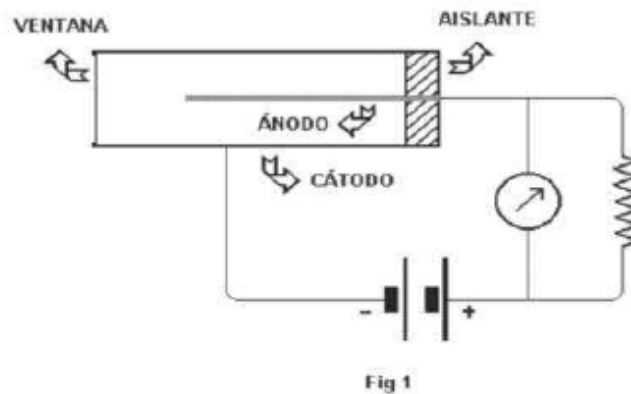 VENTANA
AISLANTE
ÁNODO
CÁTODO
- +
Fig 1